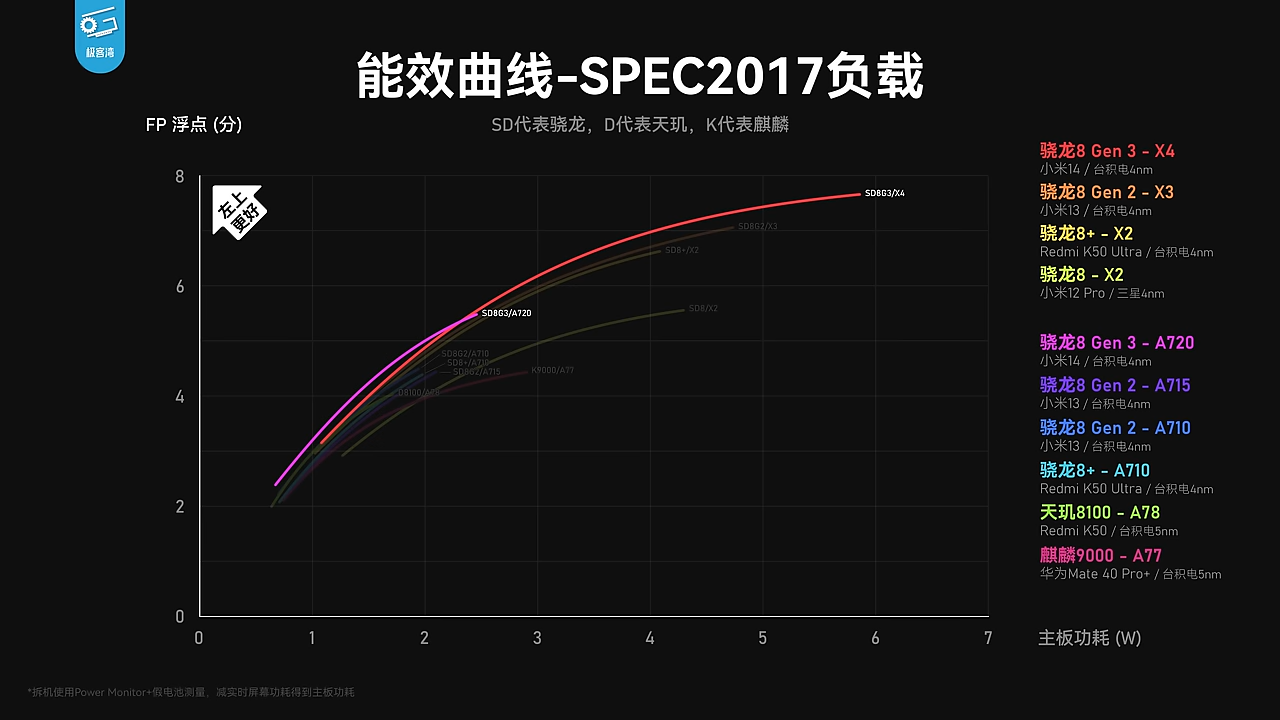 极客湾
能效曲线-SPEC2017负载
SD代表骁龙，D代表天玑，K代表麒麟
FP 浮点 (分)
8
6
4
2
0
左上
更好
SD8G3/X4
SD8G2/X3
SD8+/X2
SD8/X2
SD8G3/A720
SD8G2/A710
SD8+/A710
SD8G2/A715
K9000/A77
D8100/A78
0
1
2
3
4
5
6
7
主板功耗 (W)
骁龙8 Gen 3 - X4
小米14 / 台积电4nm
骁龙8 Gen 2 - X3
小米13 / 台积电4nm
骁龙8+ - X2
Redmi K50 Ultra / 台积电4nm
骁龙8 - X2
小米12 Pro / 三星4nm
骁龙8 Gen 3 - A720
小米14 / 台积电4nm
骁龙8 Gen 2 - A715
小米13 / 台积电4nm
骁龙8 Gen 2 - A710
小米13 / 台积电4nm
骁龙8+ - A710
Redmi K50 Ultra / 台积电4nm
天玑8100 - A78
Redmi K50 / 台积电5nm
麒麟9000 - A77
华为Mate 40 Pro+ / 台积电5nm
*拆机使用Power Monitor+假电池测量，减实时屏幕功耗得到主板功耗